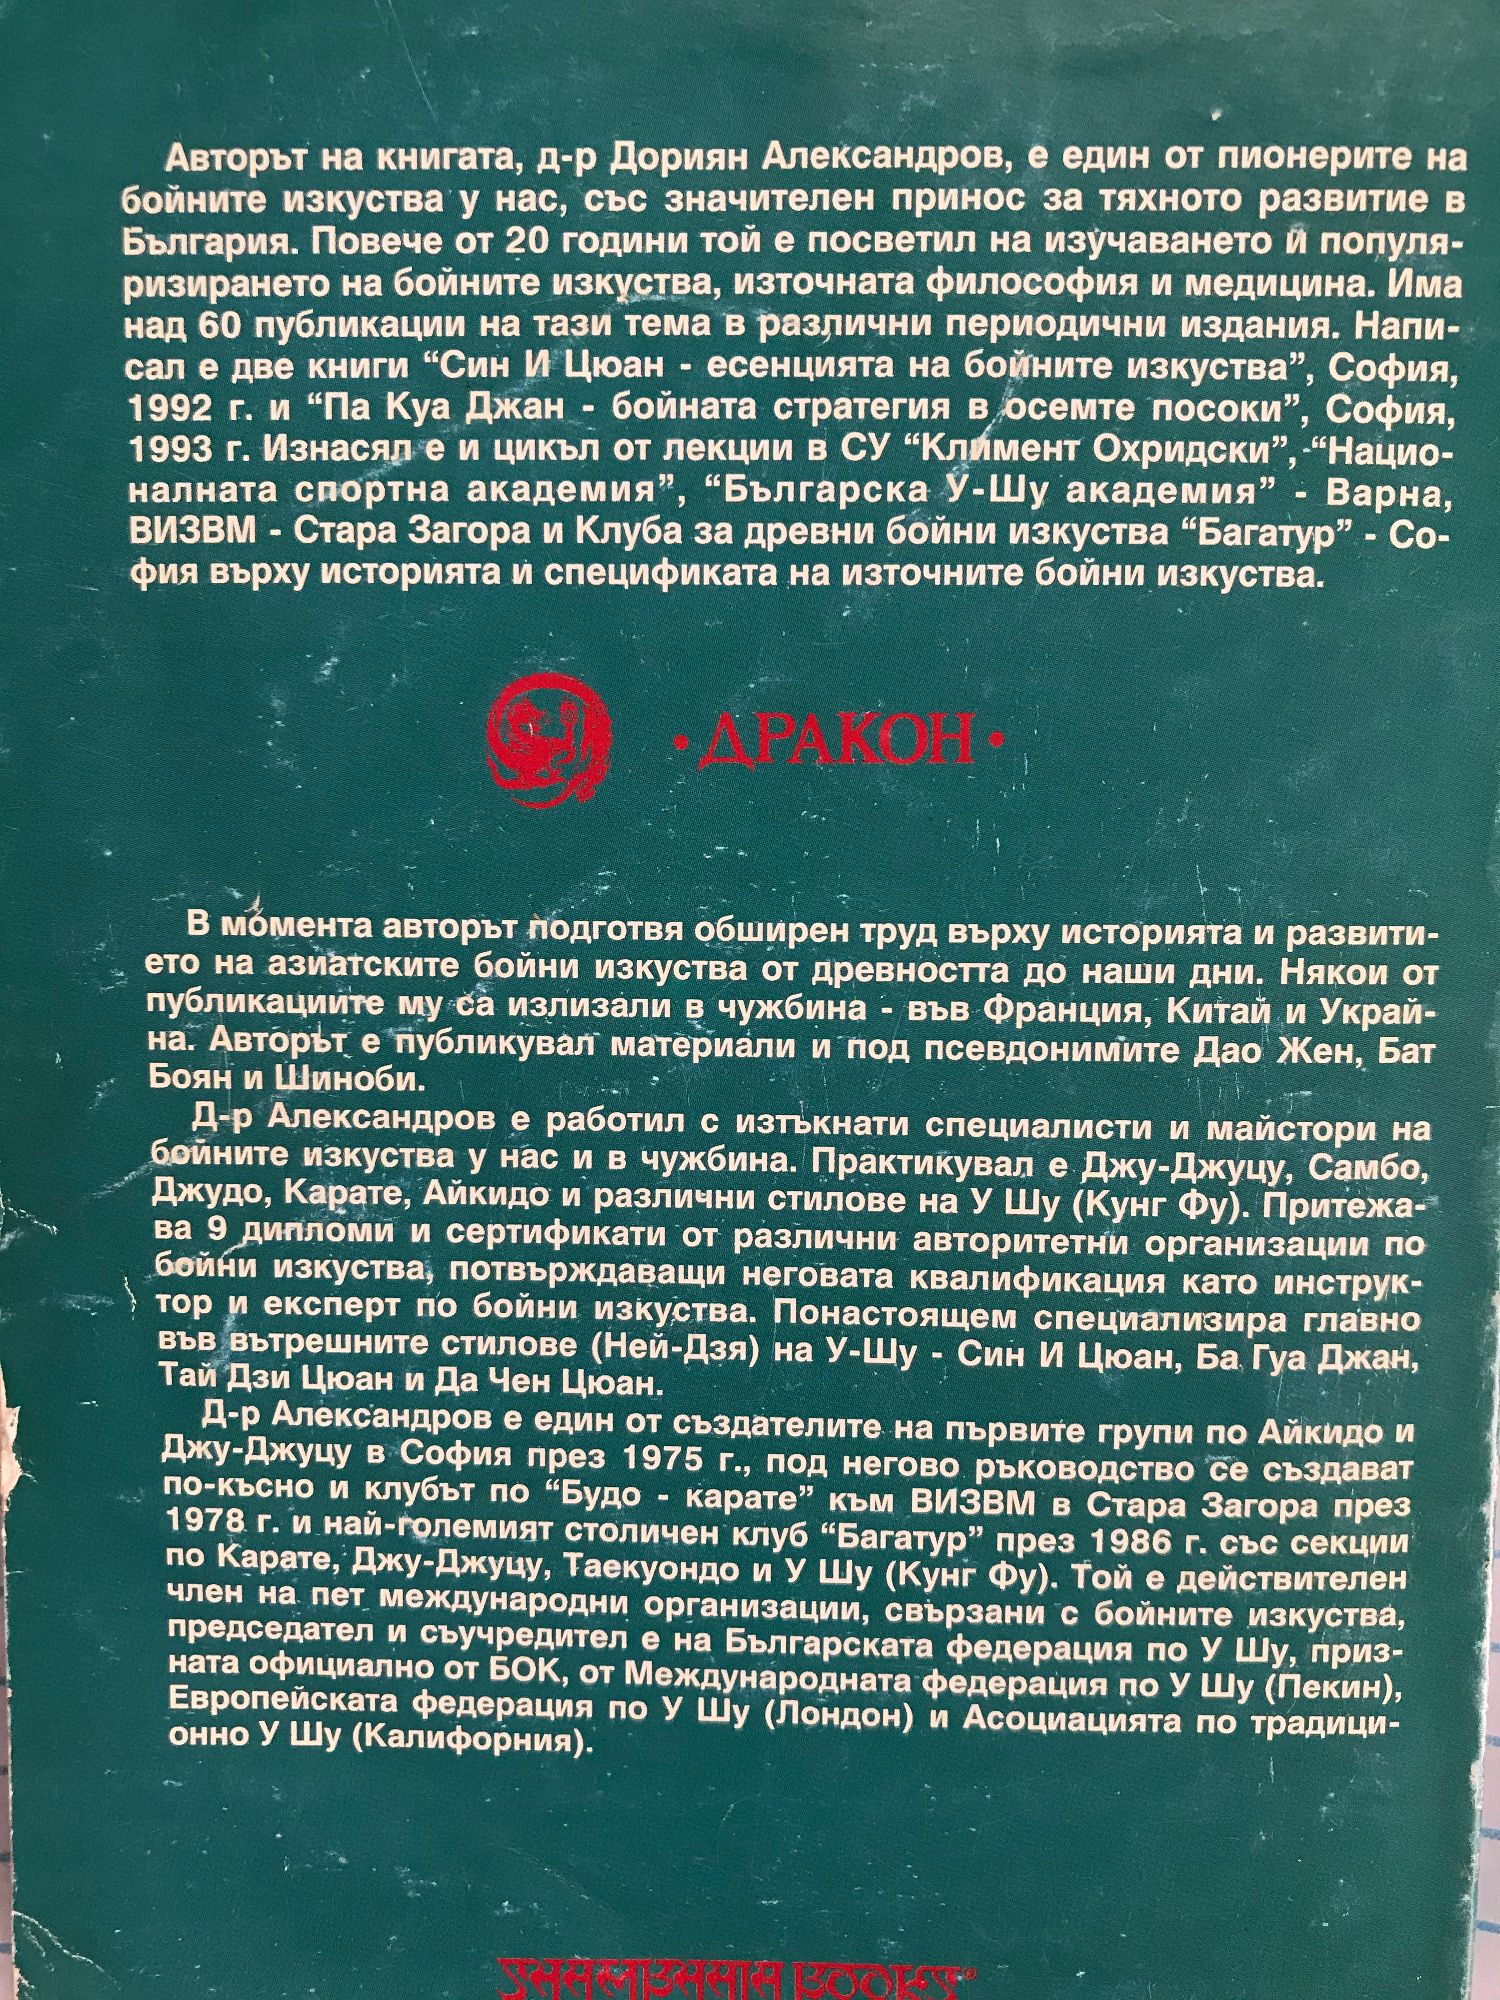 Авторът на книгата, д-р Дориян Александров, е един от пионерите на
бойните изкуства у нас, със значителен принос за тяхното развитие в
България. Повече от 20 години той е посветил на изучаването и популя-
ризирането на бойните изкуства, източната философия и медицина. Има
над 60 публикации на тази тема в различни периодични издания. Напи-
сал е две книги “Син И Цюан - есенцията на бойните изкуства”, София,
1992 г. и “Па Куа Джан - бойната стратегия в осемте посоки”, София,
1993 г. Изнасял е и цикъл от лекции в СУ “Климент Охридски”, “Нацио-
налната спортна академия”, “Българска У-Шу академия” - Варна,
ВИЗВМ - Стара Загора и Клуба за древни бойни изкуства “Багатур” - Со-
фия върху историята и спецификата на източните бойни изкуства.
• ДРАКОН •
В момента авторът подготвя обширен труд върху историята и развити-
ето на азиатските бойни изкуства от древността до наши дни. Някои от
публикациите му са излизали в чужбина - във Франция, Китай и Украй-
на. Авторът е публикувал материали и под псевдонимите Дао Жен, Бат
Боян и Шиноби.
Д-р Александров е работил с изтъкнати специалисти и майстори на
бойните изкуства у нас и в чужбина. Практикувал е Джу-Джуцу, Самбо,
Джудо, Карате, Айкидо и различни стилове на У Шу (Кунг Фу). Притежа-
ва 9 дипломи и сертификати от различни авторитетни организации по
бойни изкуства, потвърждаващи неговата квалификация като инструк-
тор и експерт по бойни изкуства. Понастоящем специализира главно
във вътрешните стилове (Ней-Дзя) на У-Шу - Син И Цюан, Ба Гуа Джан,
Тай Дзи Цюан и Да Чен Цюан.
Д-р Александров е един от създателите на първите групи по Айкидо и
Джу-Джуцу в София през 1975 г., под негово ръководство се създават
по-късно и клубът по “Будо - карате” към ВИЗВМ в Стара Загора през
1978 г. и най-големият столичен клуб “Багатур” през 1986 г. със секции
по Карате, Джу-Джуцу, Таекуондо и У Шу (Кунг Фу). Той е действителен
член на пет международни организации, свързани с бойните изкуства,
председател и съучредител е на Българската федерация по У Шу, приз-
ната официално от БОК, от Международната федерация по У Шу (Пекин),
Европейската федерация по У Шу (Лондон) и Асоциацията по традици-
онно У Шу (Калифорния).
BOOKS®